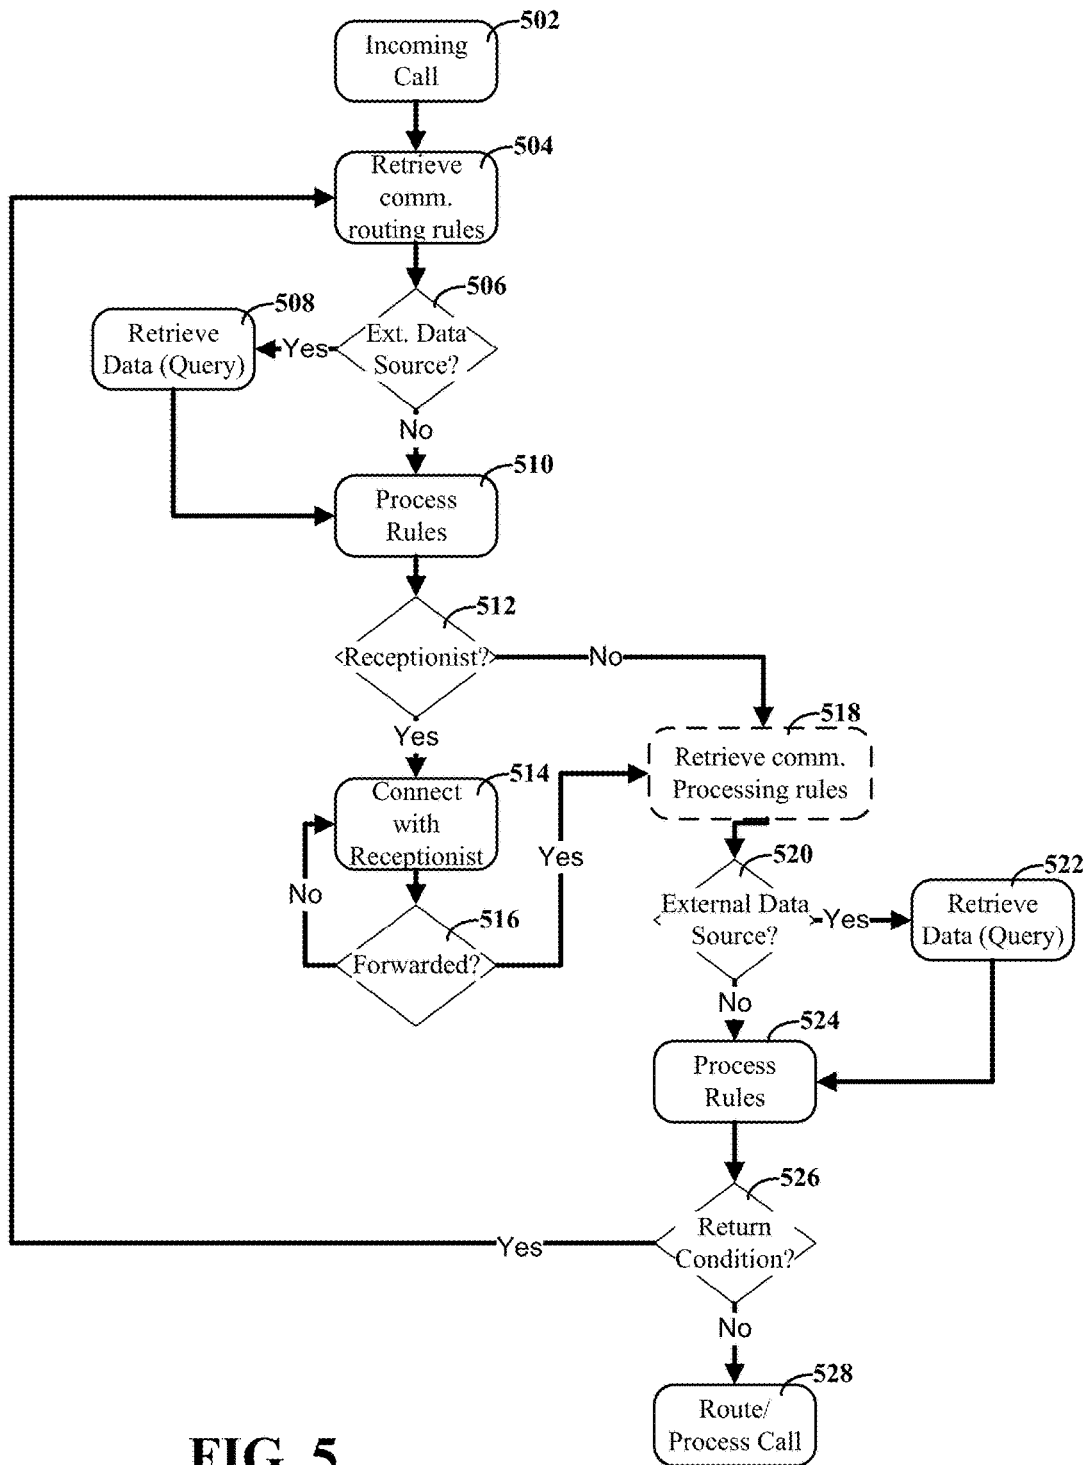 502
Incoming
Call
504
Retrieve
comm.
routing rules
506
508
Ext. Data
Source?
Yes
Retrieve
Data (Query)
No
510
Process
Rules
512
Receptionist?
No
Yes
518
Retrieve comm.
Processing rules
514
Connect
with
Receptionist
Yes
No
520
522
External Data
Source?
Yes
Retrieve
Data (Query)
516
Forwarded?
No
524
Process
Rules
526
Return
Condition?
Yes
No
528
Route/
Process Call
FIG. 5